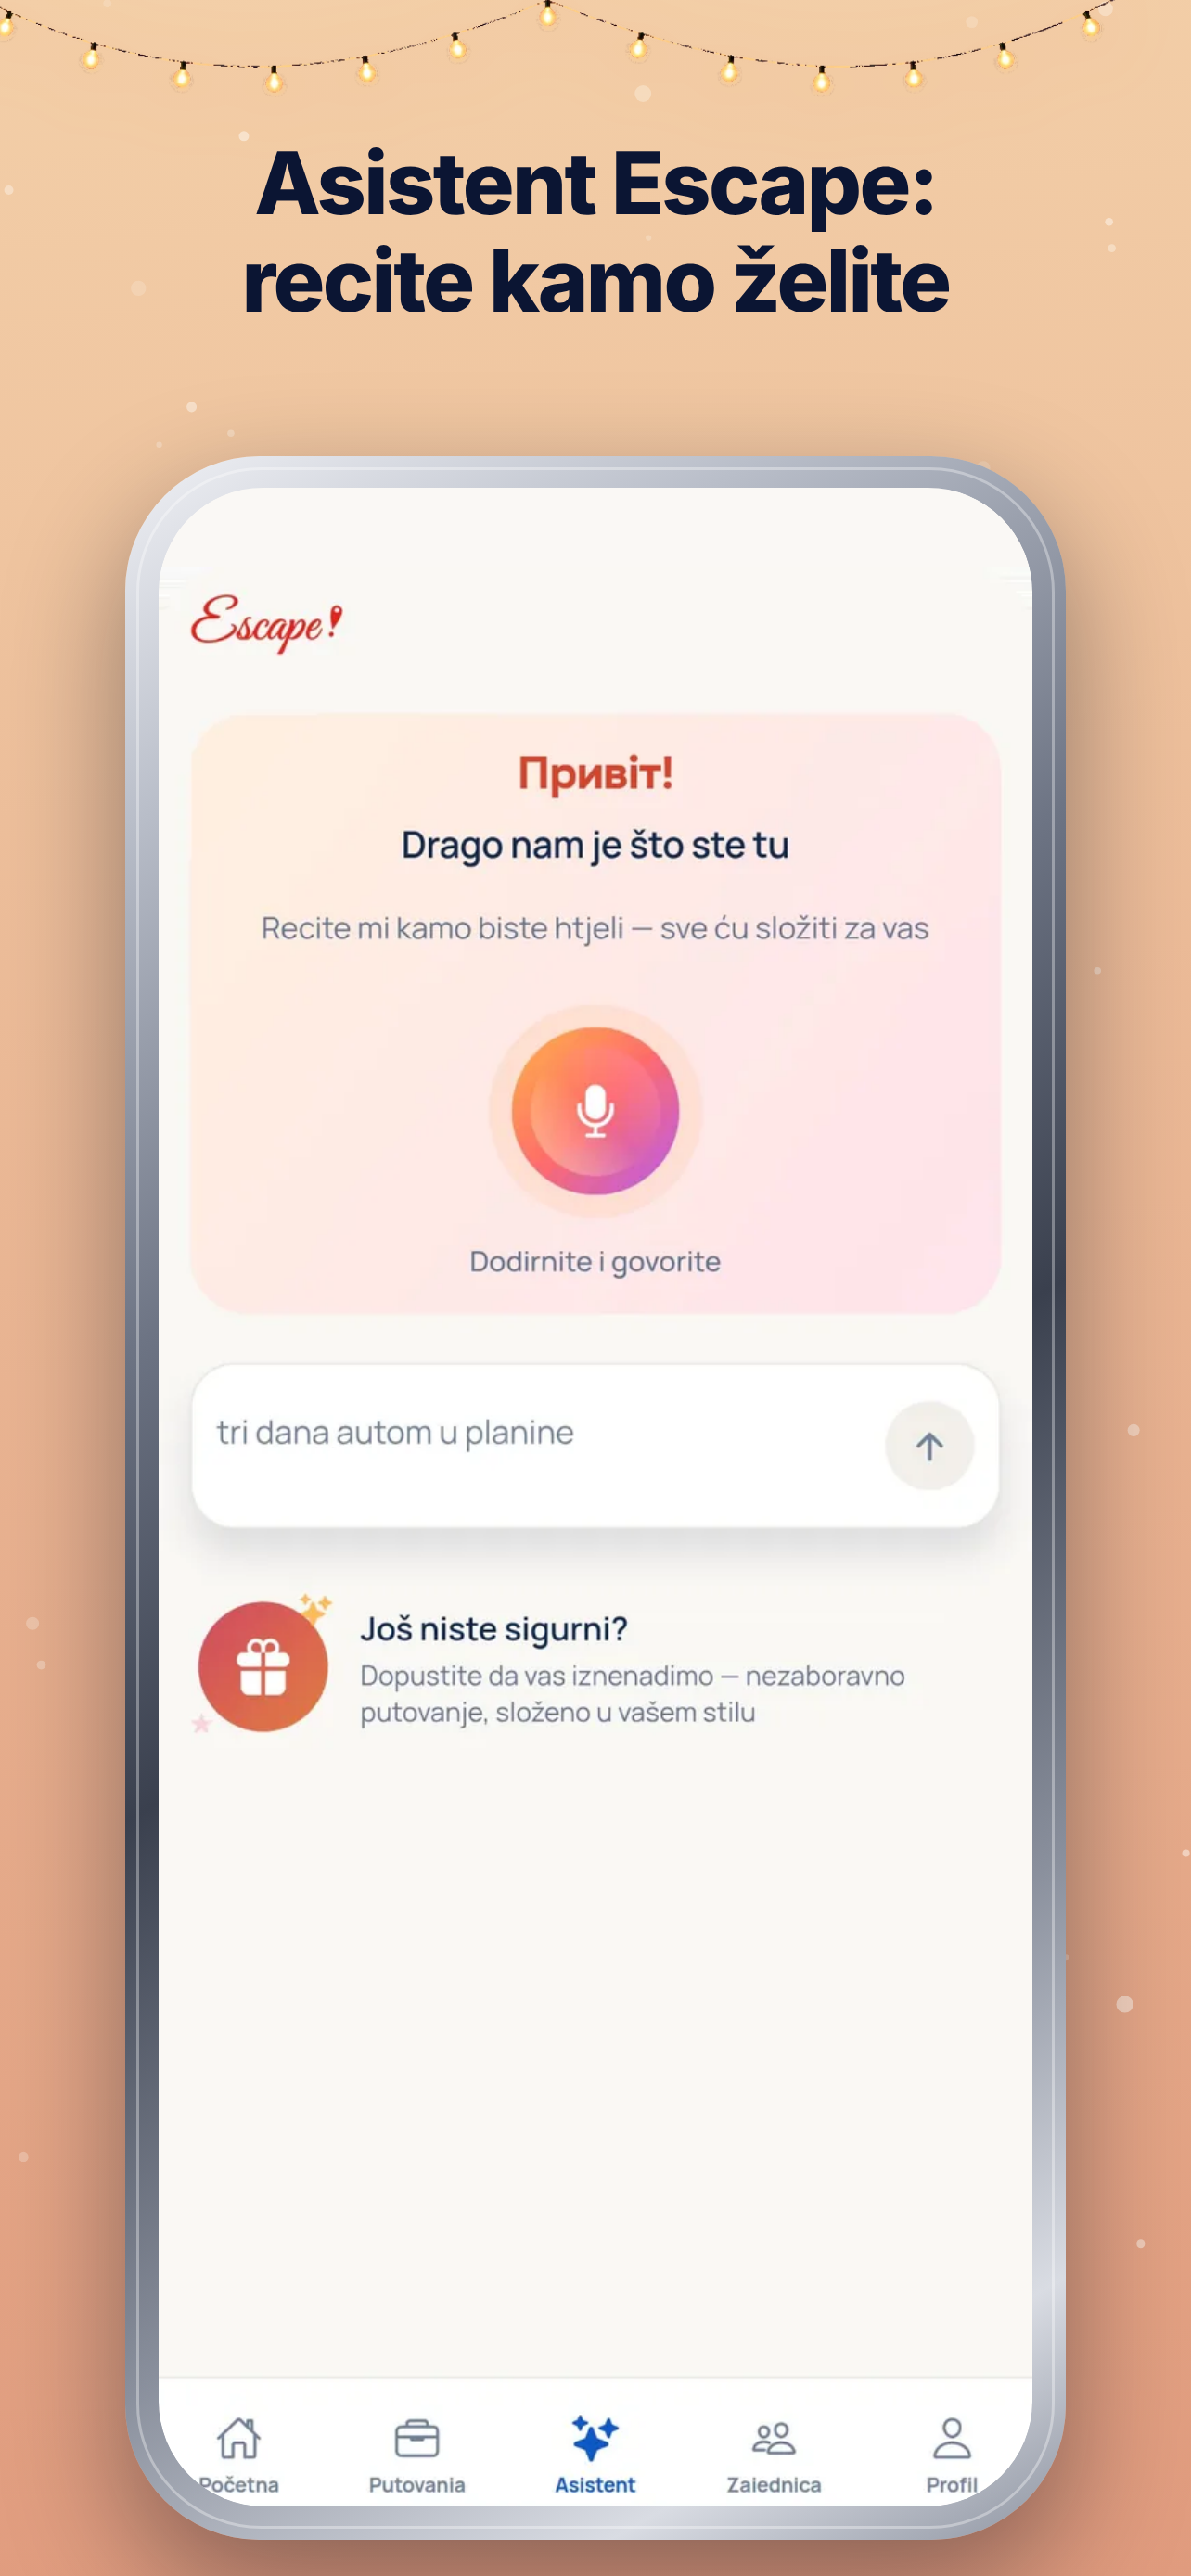 Asistent Escape:
recite kamo želite
Escape!
Привіт!
Drago nam je što ste tu
Recite mi kamo biste htjeli — sve ću složiti za vas
Dodirnite i govorite
tri dana autom u planine
Još niste sigurni?
Dopustite da vas iznenadimo — nezaboravno
putovanje, složeno u vašem stilu
Početna
Putovanja
Asistent
Zajednica
Profil